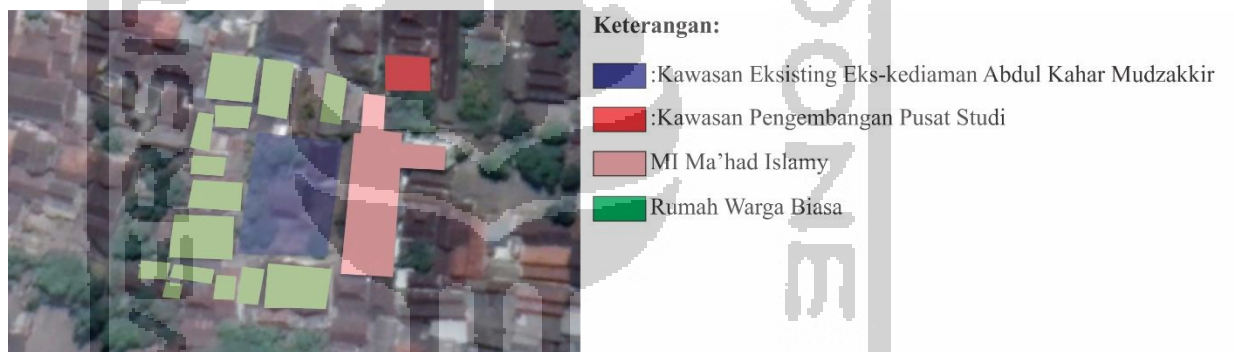 Keterangan:
:Kawasan Eksisting Eks-kediaman Abdul Kahar Mudzakkir
:Kawasan Pengembangan Pusat Studi
MI Ma'had Islamy
Rumah Warga Biasa